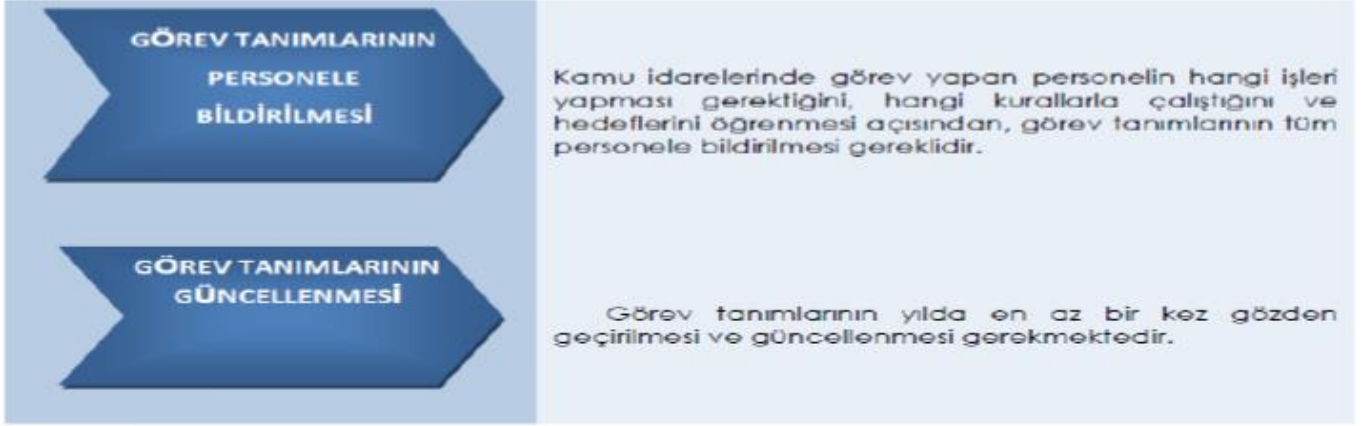 GÖREV TANIMLARININ
PERSONELE
BİLDİRİLMESİ
Kamu idarelerinde görev yapan personelin hangi işleri
yapması gerektiğini, hangi kurallarla çalıştığını ve
hedeflerini öğrenmesi açısından, görev tanımlarının tüm
personele bildirilmesi gereklidir.
GÖREV TANIMLARININ
GÜNCELLENMESİ
Görev tanımlarının yılda en az bir kez gözden
geçirilmesi ve güncellenmesi gerekmektedir.